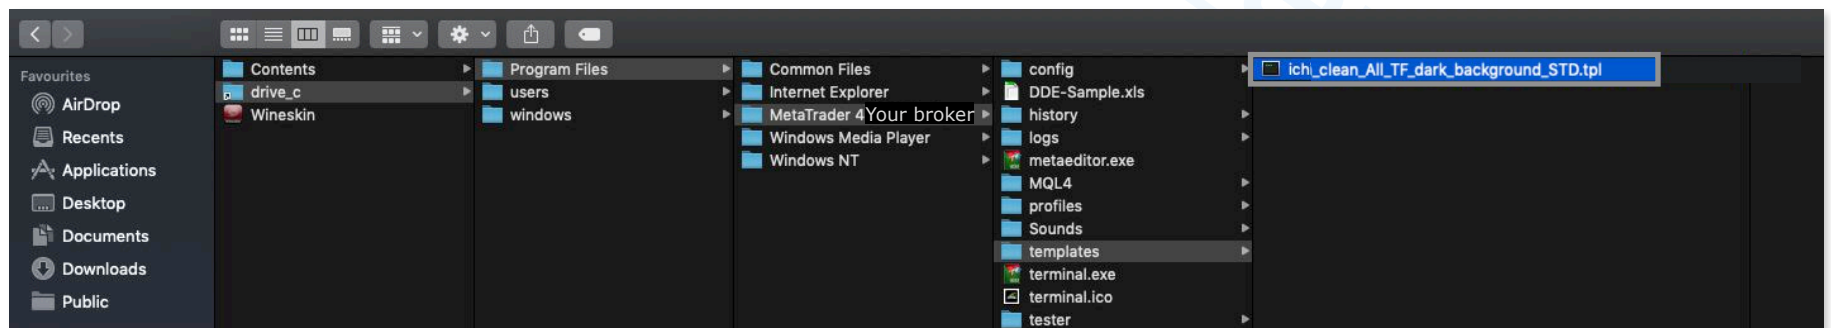 Favourites
AirDrop
Recents
Applications
Desktop
Documents
Downloads
Public
Contents
drive_c
Wineskin
Program Files
users
windows
Common Files
Internet Explorer
MetaTrader 4 Your broker
Windows Media Player
Windows NT
config
DDE-Sample.xls
history
logs
metaeditor.exe
MQL4
profiles
Sounds
templates
terminal.exe
terminal.ico
tester
ichi_clean_All_TF_dark_background_STD.tpl